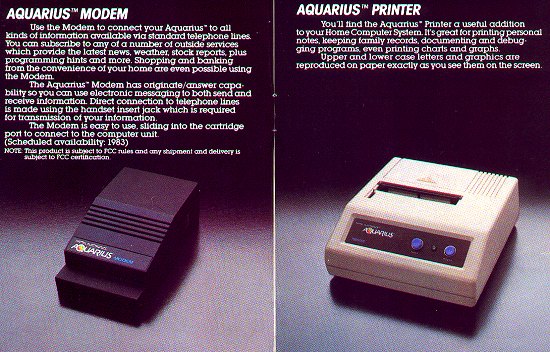 AQUARIUS™ MODEM
Use the Modem to connect your Aquarius™ to all
kinds of information available via standard telephone lines.
You can subscribe to any of a number of outside services
which provide the latest news, weather, stock reports, plus
programming hints and more. Shopping and banking
from the convenience of your home are even possible using
the Modem.
The Aquarius™ Modem has originate/answer capa-
bility so you can use electronic messaging to both send and
receive information. Direct connection to telephone lines
is made using the handset insert jack which is required
for transmission of your information.
The Modem is easy to use, sliding into the cartridge
port to connect to the computer unit.
(Scheduled availability: 1983)
NOTE: This product is subject to FCC rules and any shipment and delivery is
subject to FCC certification.
AQUARIUS
MODEM
AQUARIUS™ PRINTER
You'll find the Aquarius™ Printer a useful addition
to your Home Computer System. It's great for printing personal
notes, keeping family records, documenting and debug-
ging programs, even printing charts and graphs.
Upper and lower case letters and graphics are
reproduced on paper exactly as you see them on the screen.
AQUARIUS